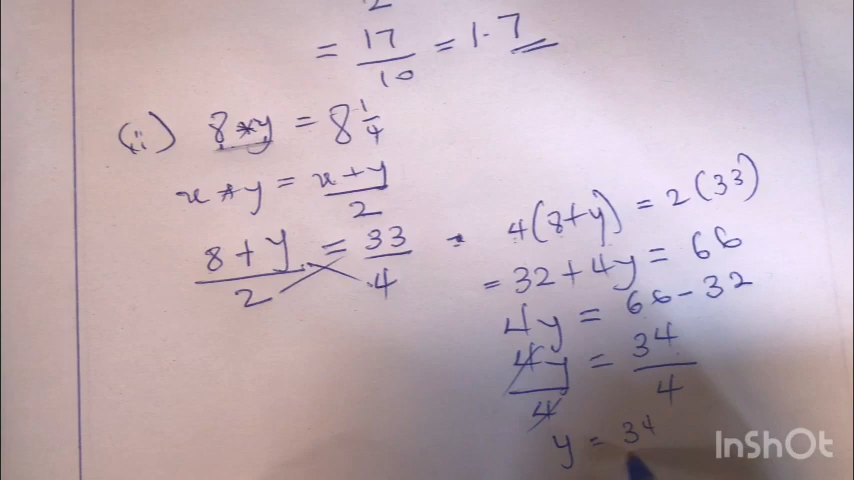 2
= 17/10 = 1.7
(ii) 8*y = 8 1/4
x*y = x+y/2
8+y/2 = 33/4
4(8+y) = 2(33)
= 32+4y = 66
4y = 66-32
4y/4 = 34/4
y = 34
InShOt